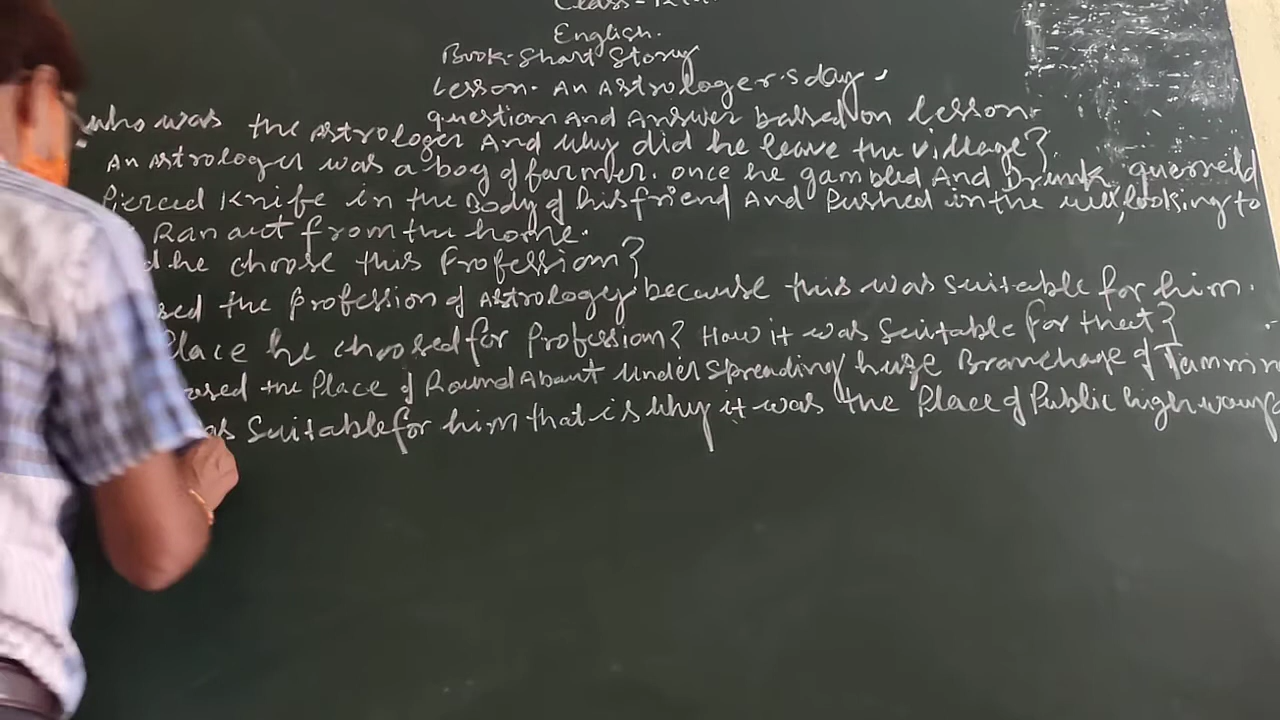 English.
Book- Short Story
Lesson- An Astrologer's day.
question And Answer based on lesson.
who was the Astrologer And why did he leave the village?
An Astrologer was a boy of farmer. once he gambled And Drunk, querreld
Pierced Knife in the Body of his friend And Pushed in the well, looking to
Ran out from the home.
he choose this Profession?
the profession of Astrology because this was suitable for him.
Place he choosed for Profession? How it was Suitable for that?
the Place of Round About under spreading huge Branchage of
Suitable for him that is why it was the Place of Public highway